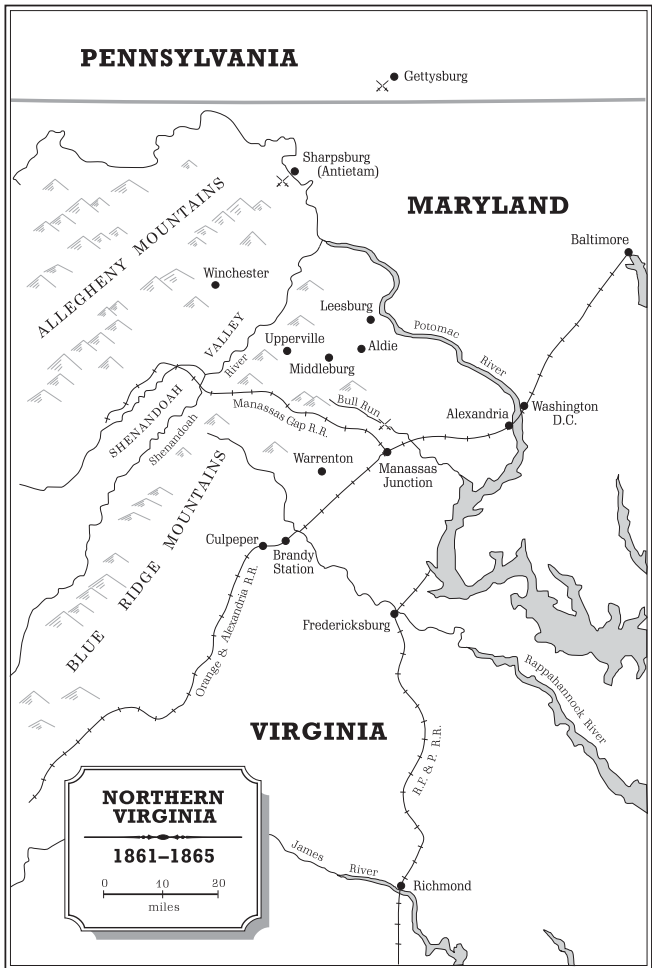 PENNSYLVANIA
Gettysburg
Sharpsburg
(Antietam)
MARYLAND
ALLEGHENY MOUNTAINS
Baltimore
Winchester
Leesburg
Potomac
River
VALLEY
Upperville
Aldie
Middleburg
River
SHENANDOAH
Shenandoah
Manassas Gap R.R.
Bull Run
Alexandria
Washington
D.C.
Warrenton
Manassas
Junction
BLUE RIDGE MOUNTAINS
Culpeper
Brandy
Station
Orange & Alexandria R.R.
Fredericksburg
Rappahannock River
VIRGINIA
R.F. & P. R.R.
NORTHERN
VIRGINIA
1861–1865
0 10 20
miles
James
River
Richmond